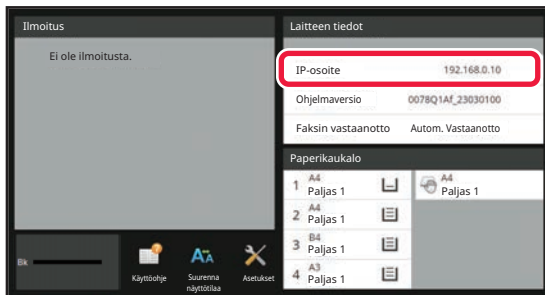 Ilmoitus
Ei ole ilmoitusta.
Laitteen tiedot
IP-osoite 192.168.0.10
Ohjelmaversio 0078Q1Af_23030100
Faksin vastaanotto Autom. Vastaanotto
Paperikaukalo
1 A4 Paljas 1
2 A4 Paljas 1
3 B4 Paljas 1
4 A3 Paljas 1
A4 Paljas 1
Bk
Käyttöohje
Suurenna näyttötilaa
Asetukset